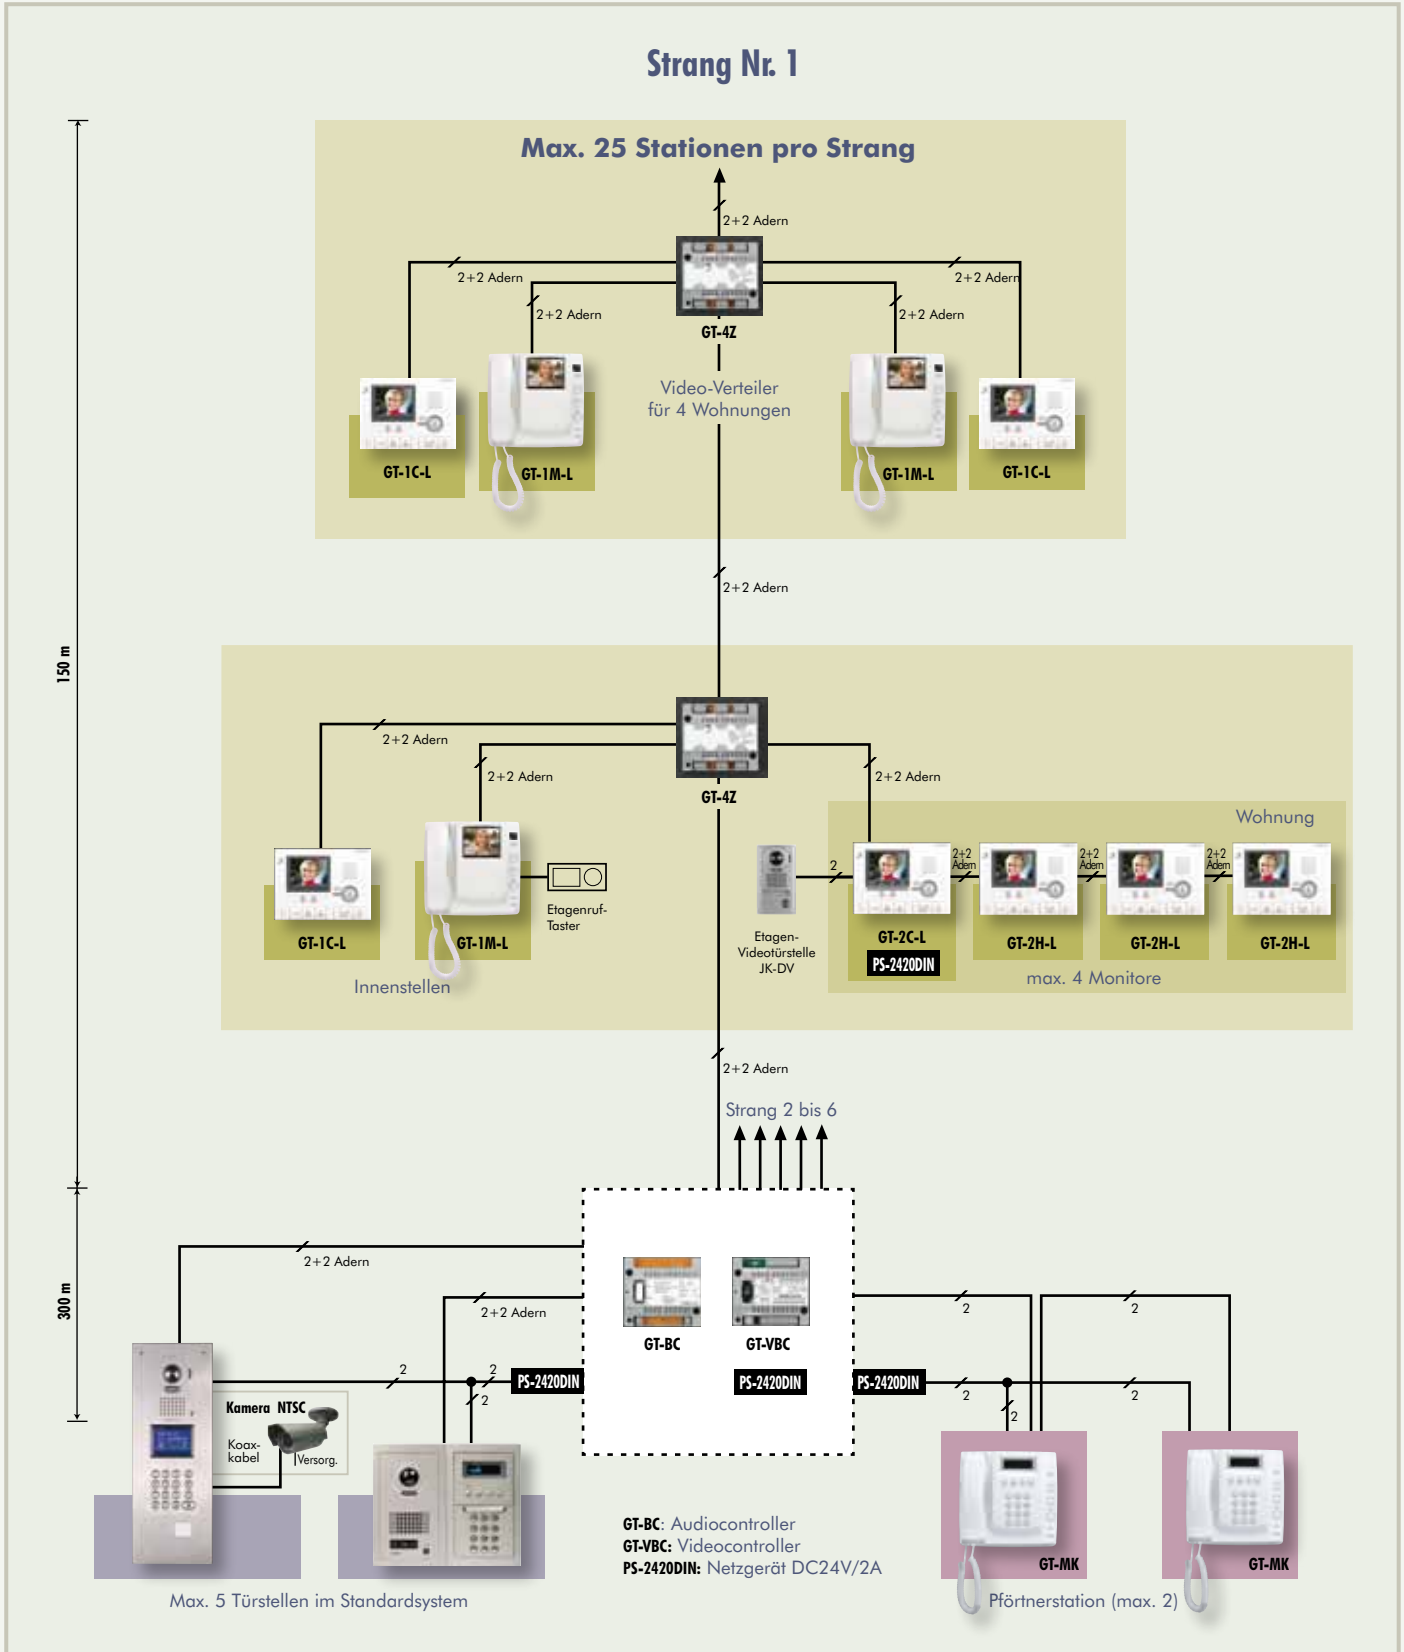 Strang Nr. 1
Max. 25 Stationen pro Strang
2+2 Adern
2+2 Adern
2+2 Adern
2+2 Adern
2+2 Adern
GT-4Z
Video-Verteiler
für 4 Wohnungen
GT-1C-L
GT-1M-L
GT-1M-L
GT-1C-L
2+2 Adern
150 m
2+2 Adern
2+2 Adern
2+2 Adern
GT-4Z
Wohnung
2
2+2
Adern
2+2
Adern
2+2
Adern
Etagenruf-
Taster
Etagen-
Videotürstelle
JK-DV
GT-1C-L
GT-1M-L
GT-2C-L
GT-2H-L
GT-2H-L
GT-2H-L
PS-2420DIN
Innenstellen
max. 4 Monitore
2+2 Adern
Strang 2 bis 6
300 m
2+2 Adern
2+2 Adern
2
2
GT-BC
GT-VBC
2
2
2
PS-2420DIN
PS-2420DIN
PS-2420DIN
2
2
2
Kamera NTSC
Koax-
kabel
Versorg.
GT-BC: Audiocontroller
GT-VBC: Videocontroller
PS-2420DIN: Netzgerät DC24V/2A
GT-MK
GT-MK
Max. 5 Türstellen im Standardsystem
Pförtnerstation (max. 2)